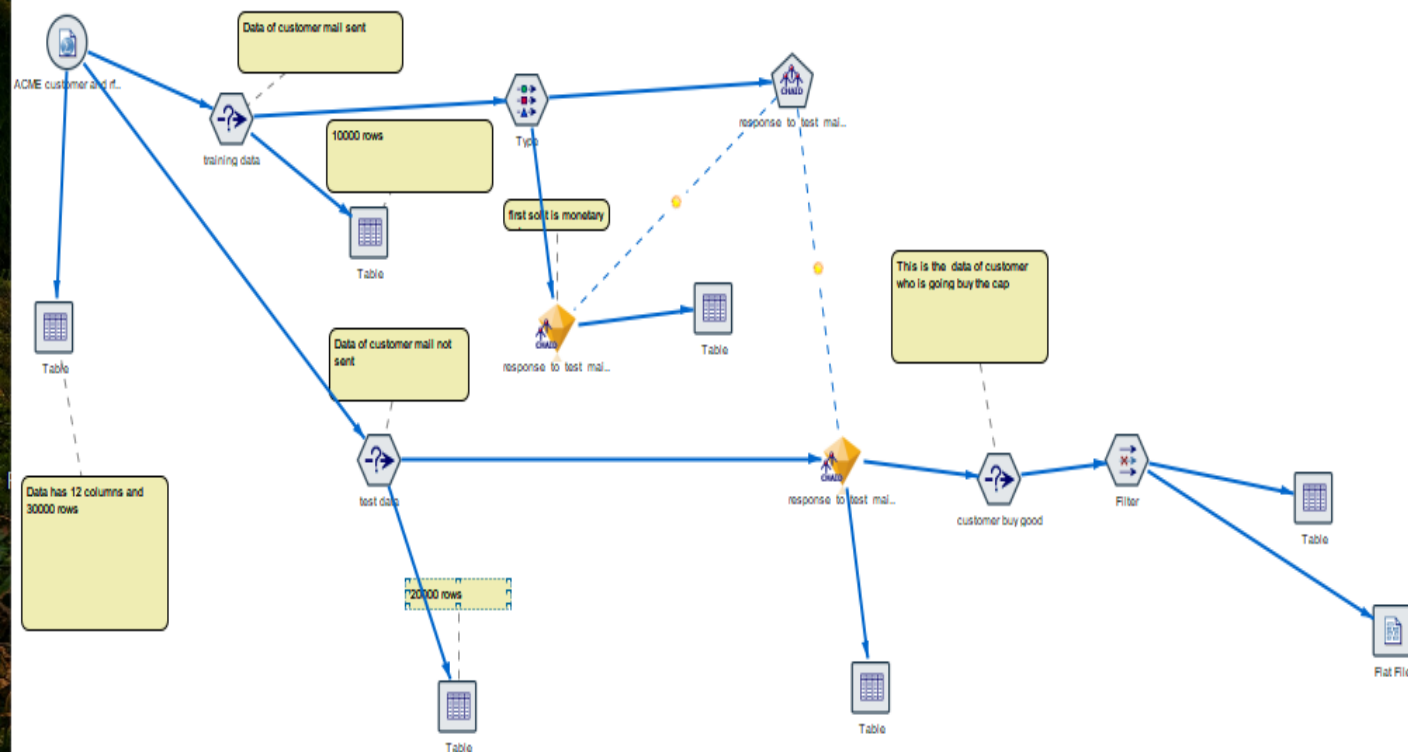 Data of customer mail sent
ACME customer and rf..
training data
10000 rows
Type
response to test mai..
Table
first split is monetary
Table
Data of customer mail not
sent
response to test mai..
Table
This is the data of customer
who is going buy the cap
Data has 12 columns and
30000 rows
test data
response to test mai..
customer buy good
Filter
Table
20000 rows
Table
Table
Flat File
CHAID
CHAID
CHAID